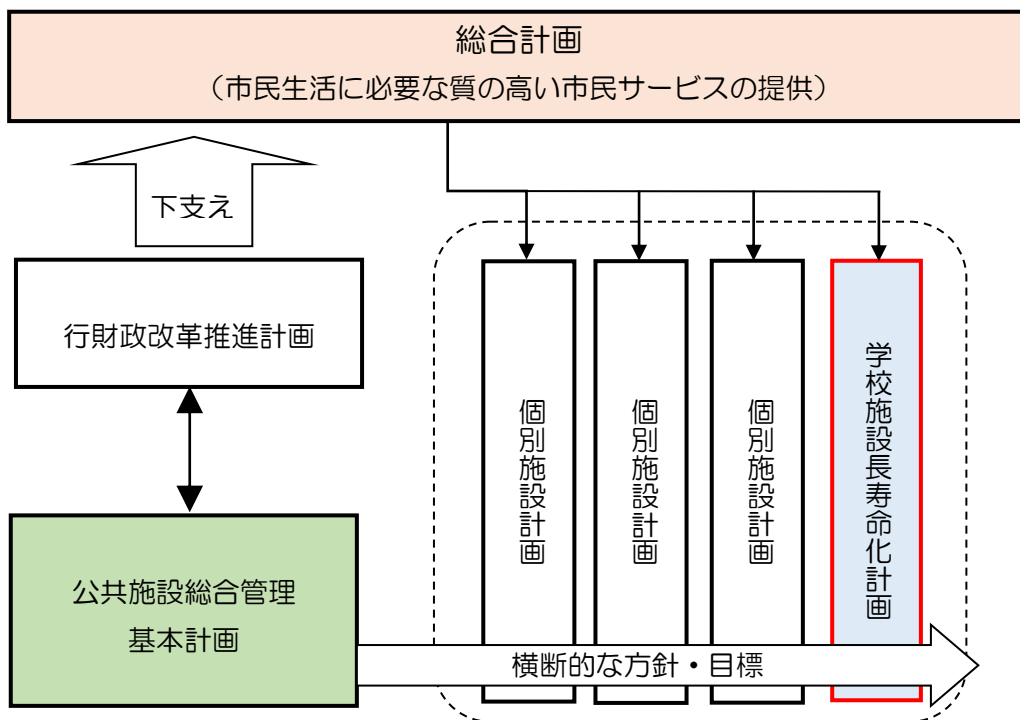 総合計画
（市民生活に必要な質の高い市民サービスの提供）
下支え
行財政改革推進計画
公共施設総合管理
基本計画
個別施設計画
個別施設計画
個別施設計画
学校施設長寿命化計画
横断的な方針・目標